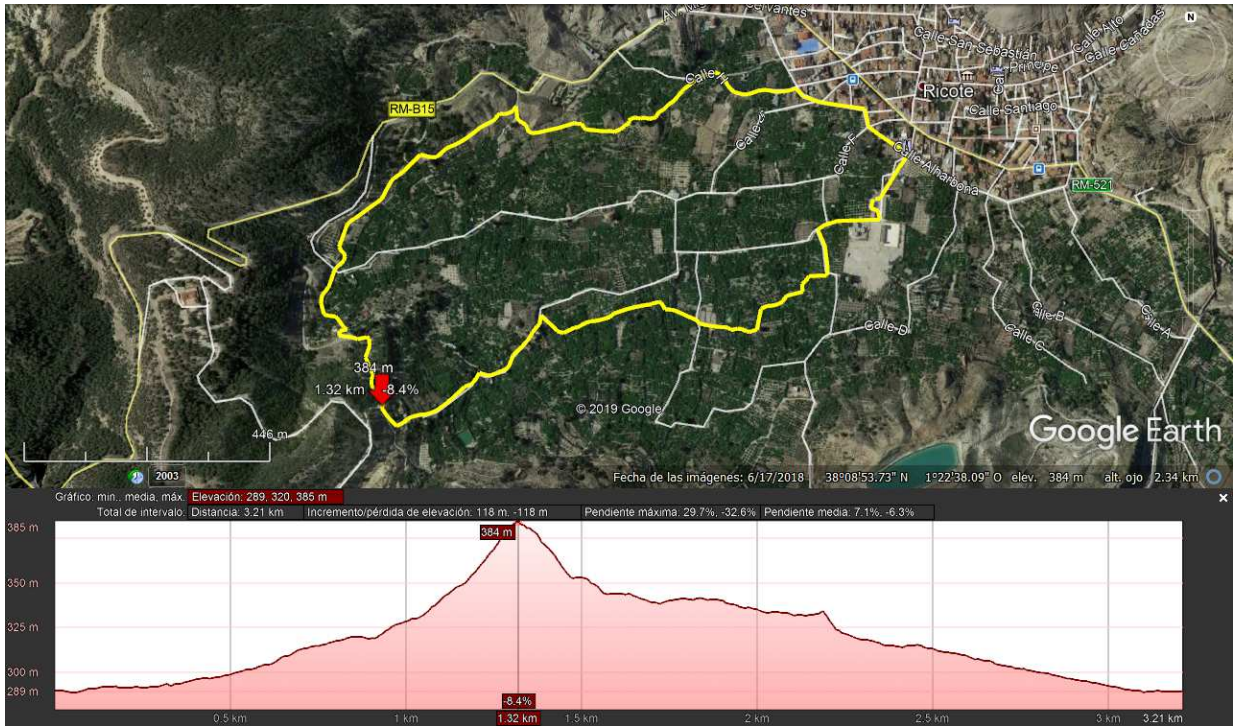 Cervantes
N
Calle San Sebastián
Calle Alto
Calle Cañadas
Principe
Calle H
RM-B15
Ricote
Calle Santiago
Calle F
Calle Alharbona
RM-521
Calle D
Calle B
Calle A
Calle C
384 m
1.32 km -8.4%
© 2019 Google
Google Earth
446 m
2003
Fecha de las imágenes: 6/17/2018 38°08'53.73" N 1°22'38.09" O elev. 384 m alt. ojo 2.34 km
Gráfico: min., media, máx. Elevación: 289, 320, 385 m
Total de intervalo: Distancia: 3.21 km Incremento/pérdida de elevación: 118 m, -118 m Pendiente máxima: 29.7%, -32.6% Pendiente media: 7.1%, -6.3%
385 m
384 m
350 m
325 m
300 m
289 m
-8.4%
0.5 km 1 km 1.32 km 1.5 km 2 km 2.5 km 3 km 3.21 km